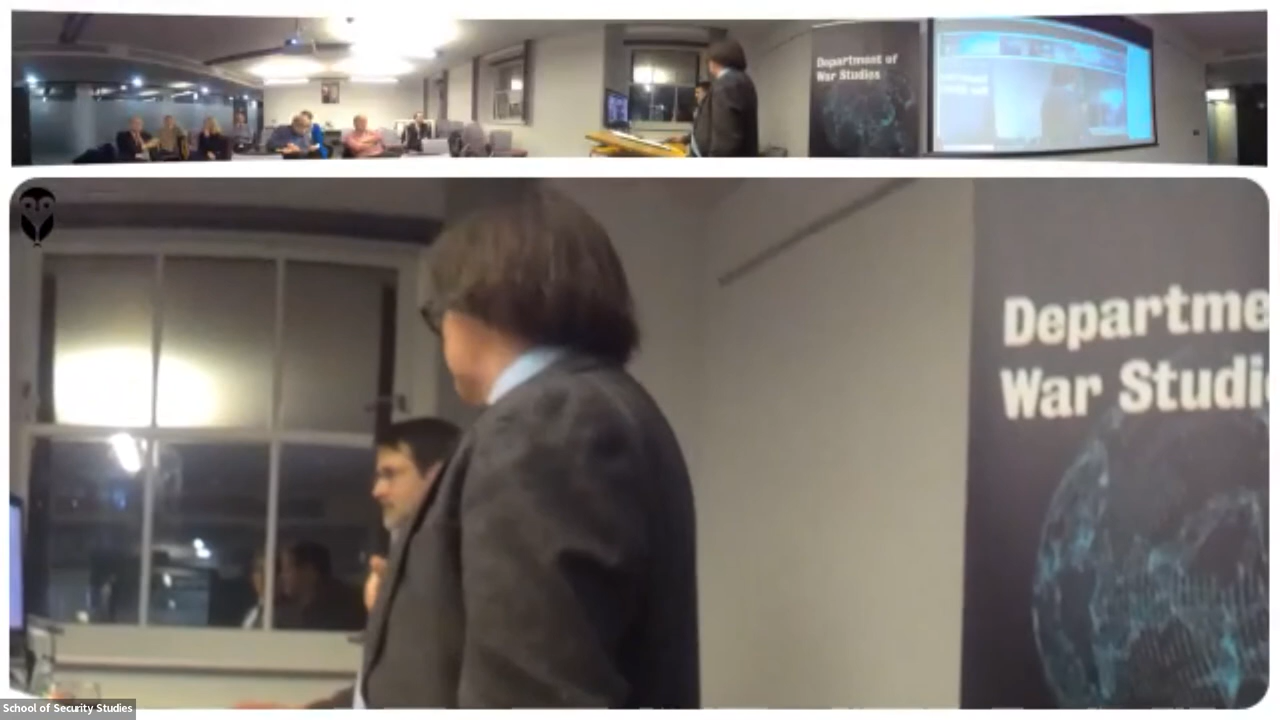 Department of
War Studies
Departme
War Studi
School of Security Studies